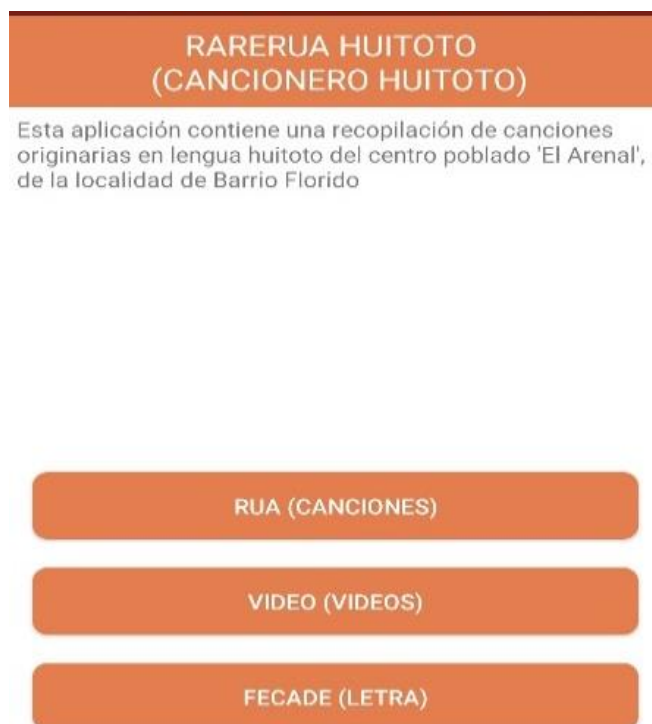 RARERUA HUITOTO
(CANCIONERO HUITOTO)
Esta aplicación contiene una recopilación de canciones
originarias en lengua huitoto del centro poblado 'El Arenal',
de la localidad de Barrio Florido
RUA (CANCIONES)
VIDEO (VIDEOS)
FECADE (LETRA)